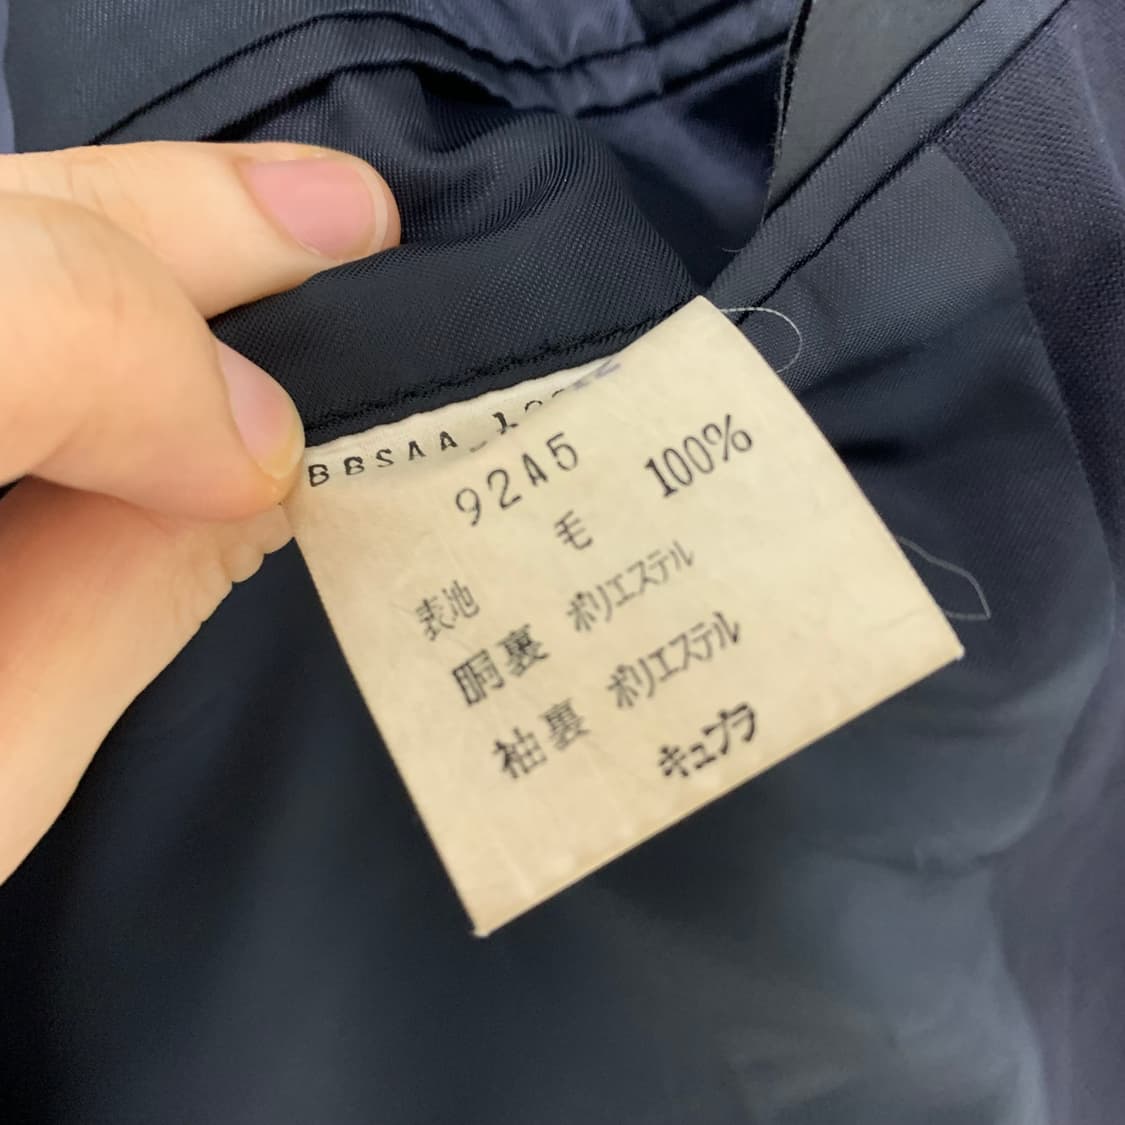 BBSAA
92A5
表地 毛 100%
胴裏 ポリエステル
袖裏 ポリエステル
キュプラ